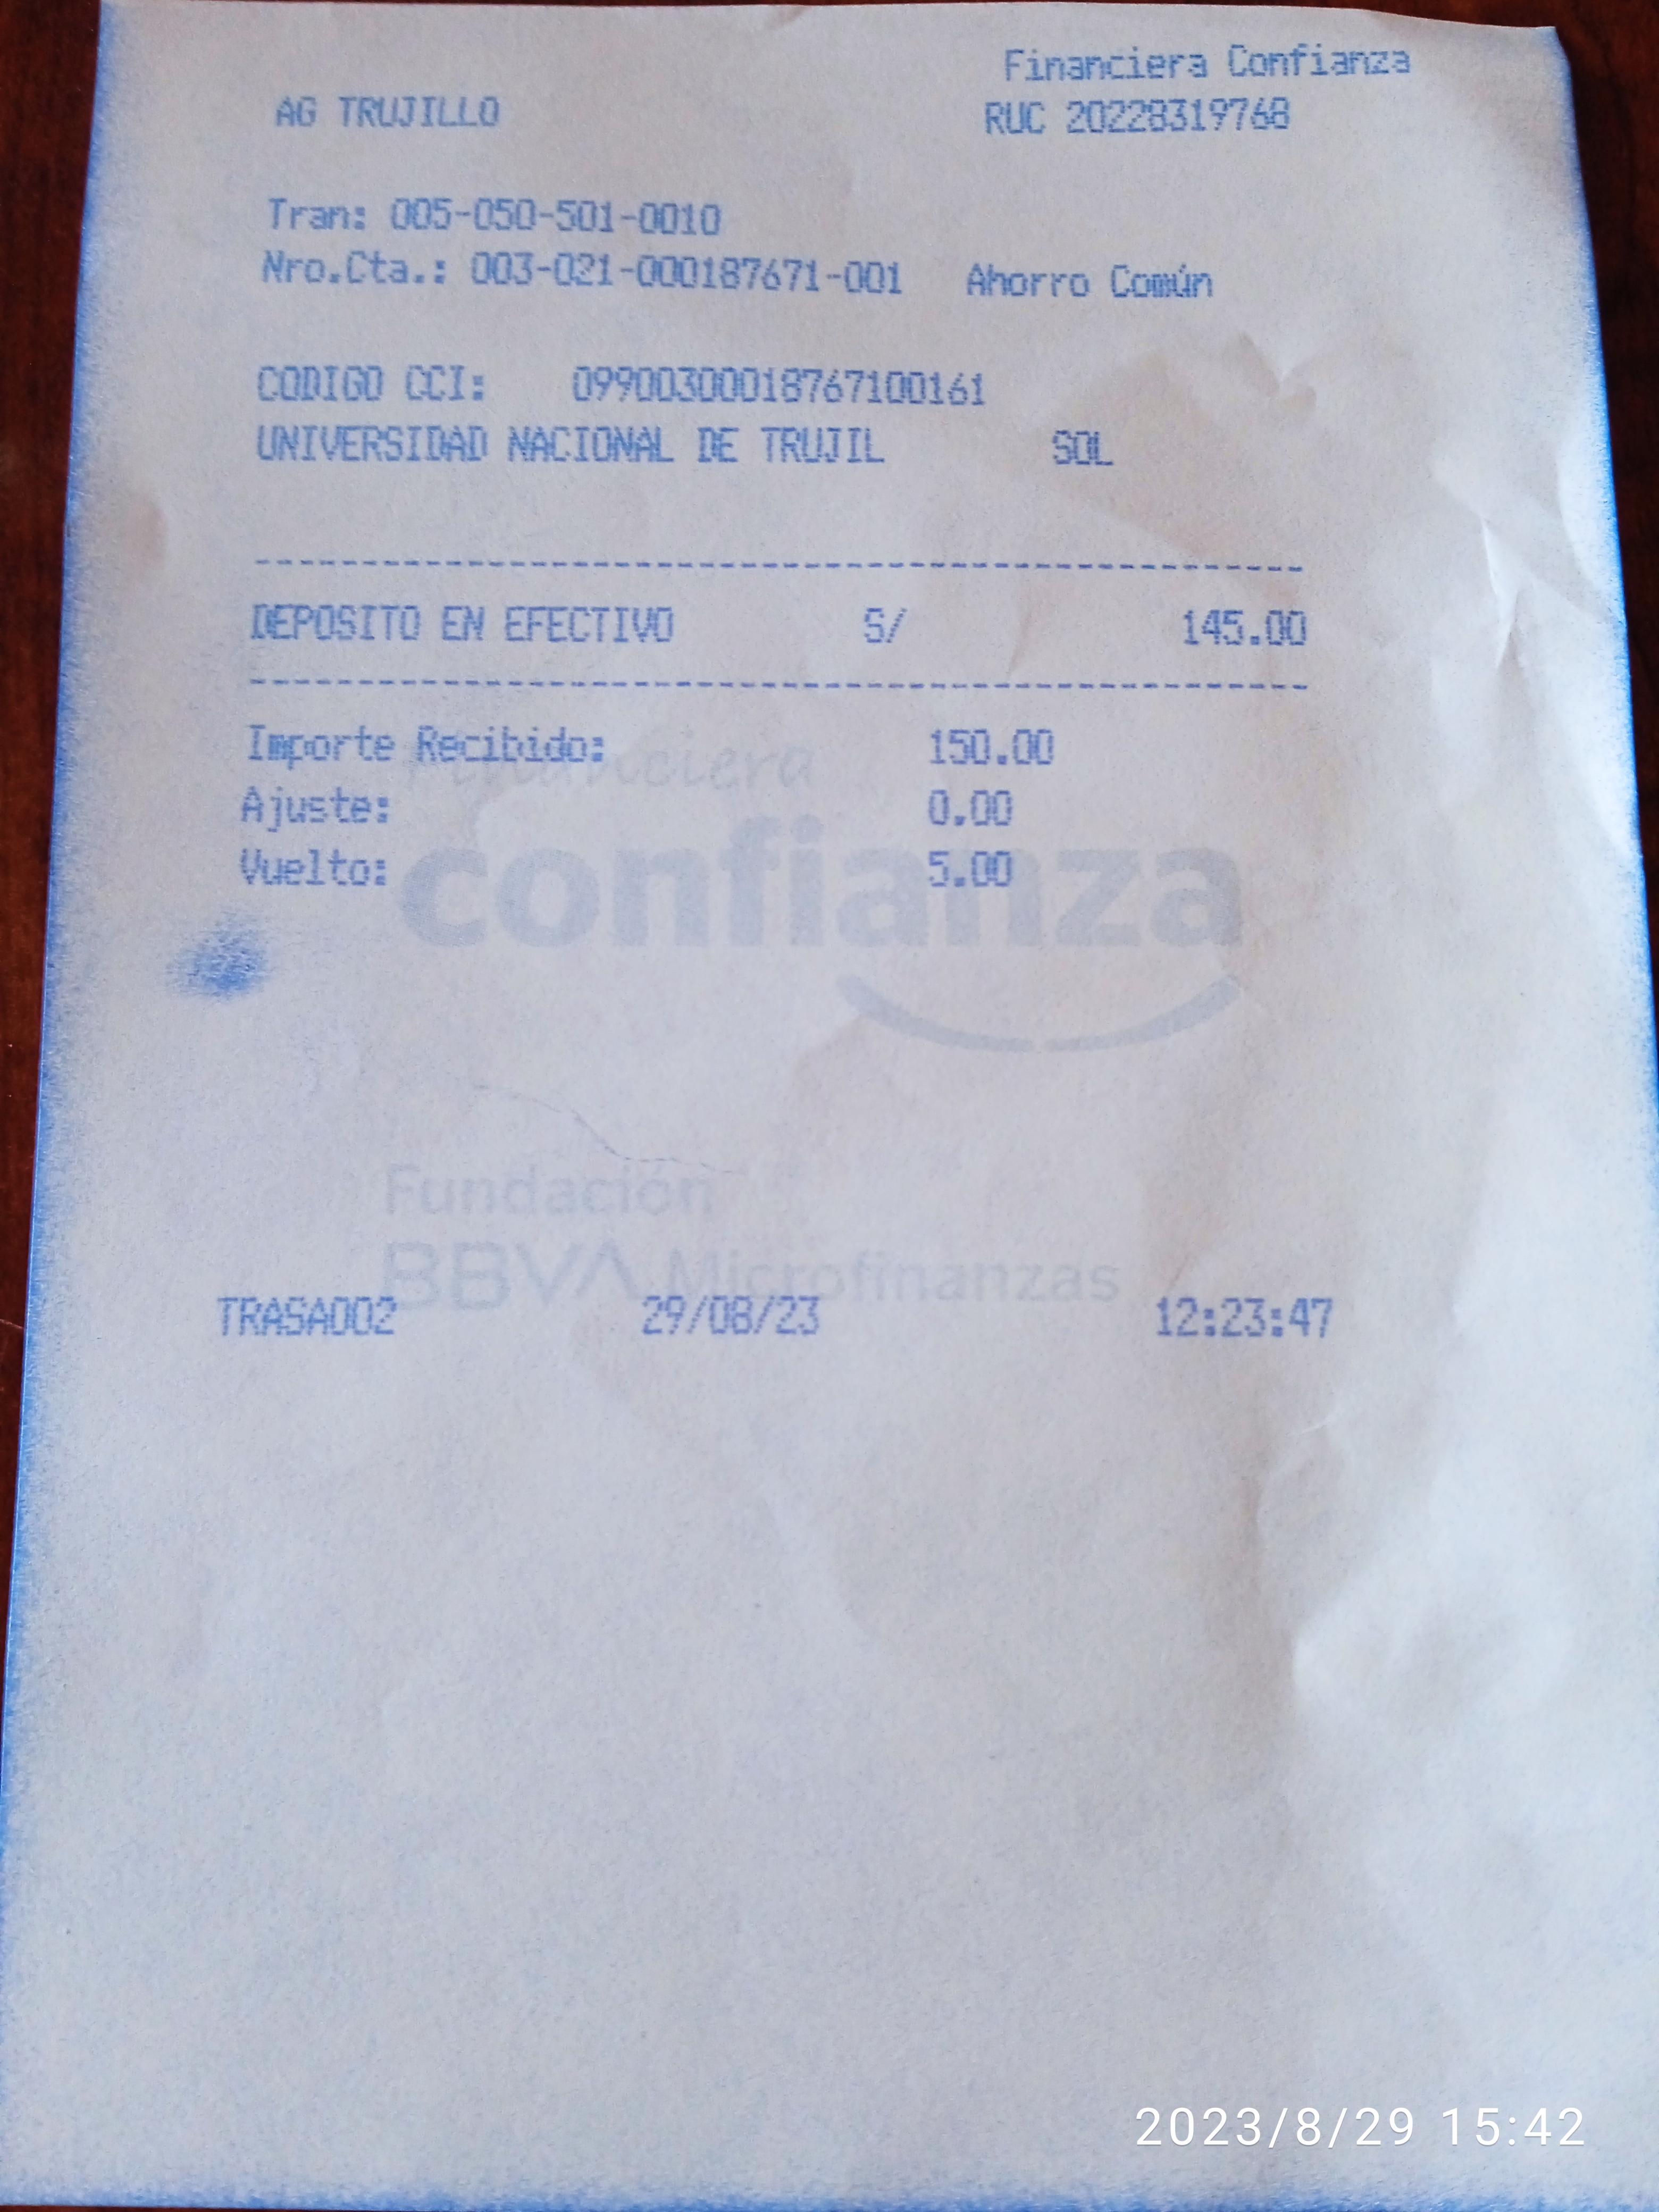 Financiera Confianza
AG TRUJILLO RUC 20228319768
Tran: 005-050-501-0010
Nro.Cta.: 003-021-000187671-001 Ahorro Común
CODIGO CCI: 09900300018767100161
UNIVERSIDAD NACIONAL DE TRUJIL SOL
DEPOSITO EN EFECTIVO S/ 145.00
Importe Recibido: 150.00
Ajuste: 0.00
Vuelto: 5.00
Financiera
confianza
Fundación
BBVA Microfinanzas
TRASA002 29/08/23 12:23:47
2023/8/29 15:42